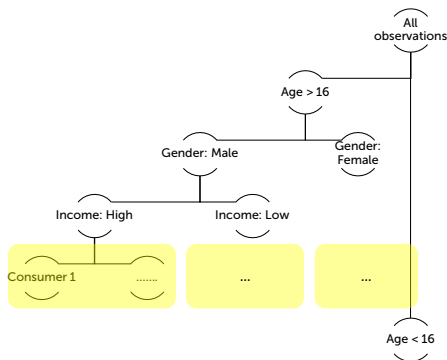 All
observations
Age > 16
Gender: Male
Gender:
Female
Income: High
Income: Low
Consumer 1
.......
...
...
Age < 16